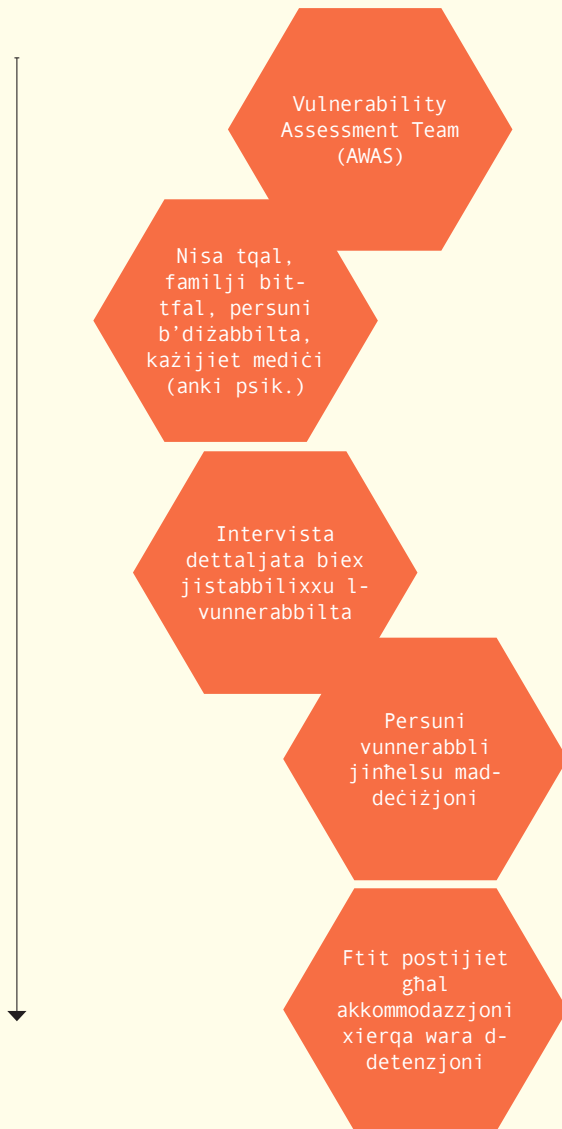 Vulnerability
Assessment Team
(AWAS)
Nisa tqal,
familji bit-
tfal, persuni
b'diżabbilta,
każijiet mediċi
(anki psik.)
Intervista
dettaljata biex
jistabbilixxu l-
vunnerabbilta
Persuni
vunnerabbli
jinħelsu mad-
deċiżjoni
Ftit postijiet
għal
akkommodazzjoni
xierqa wara d-
detenzjoni